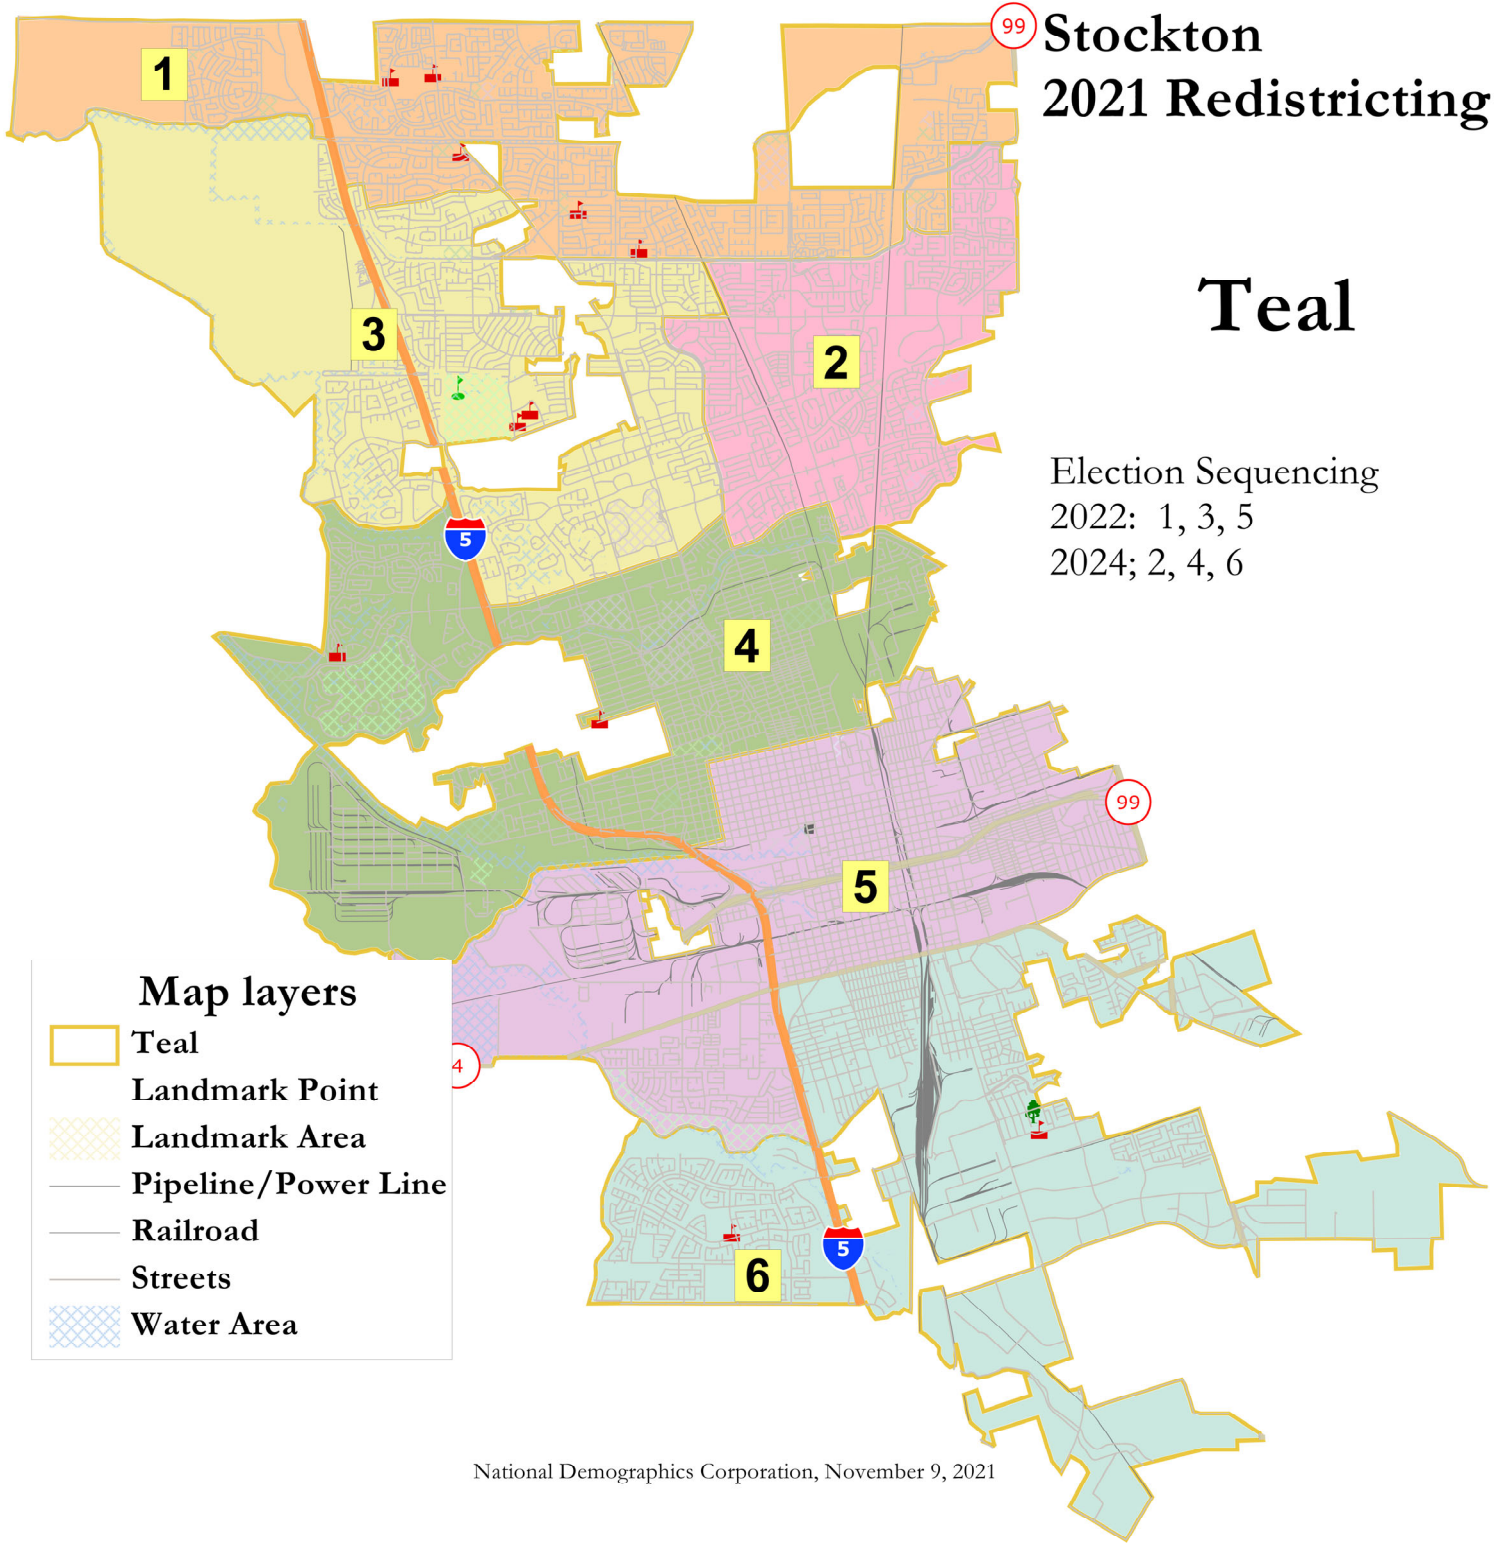 99
Stockton
2021 Redistricting
1
Teal
3
2
Election Sequencing
2022: 1, 3, 5
2024; 2, 4, 6
5
4
99
5
Map layers
Teal
Landmark Point
Landmark Area
Pipeline/Power Line
Railroad
Streets
Water Area
4
5
6
National Demographics Corporation, November 9, 2021